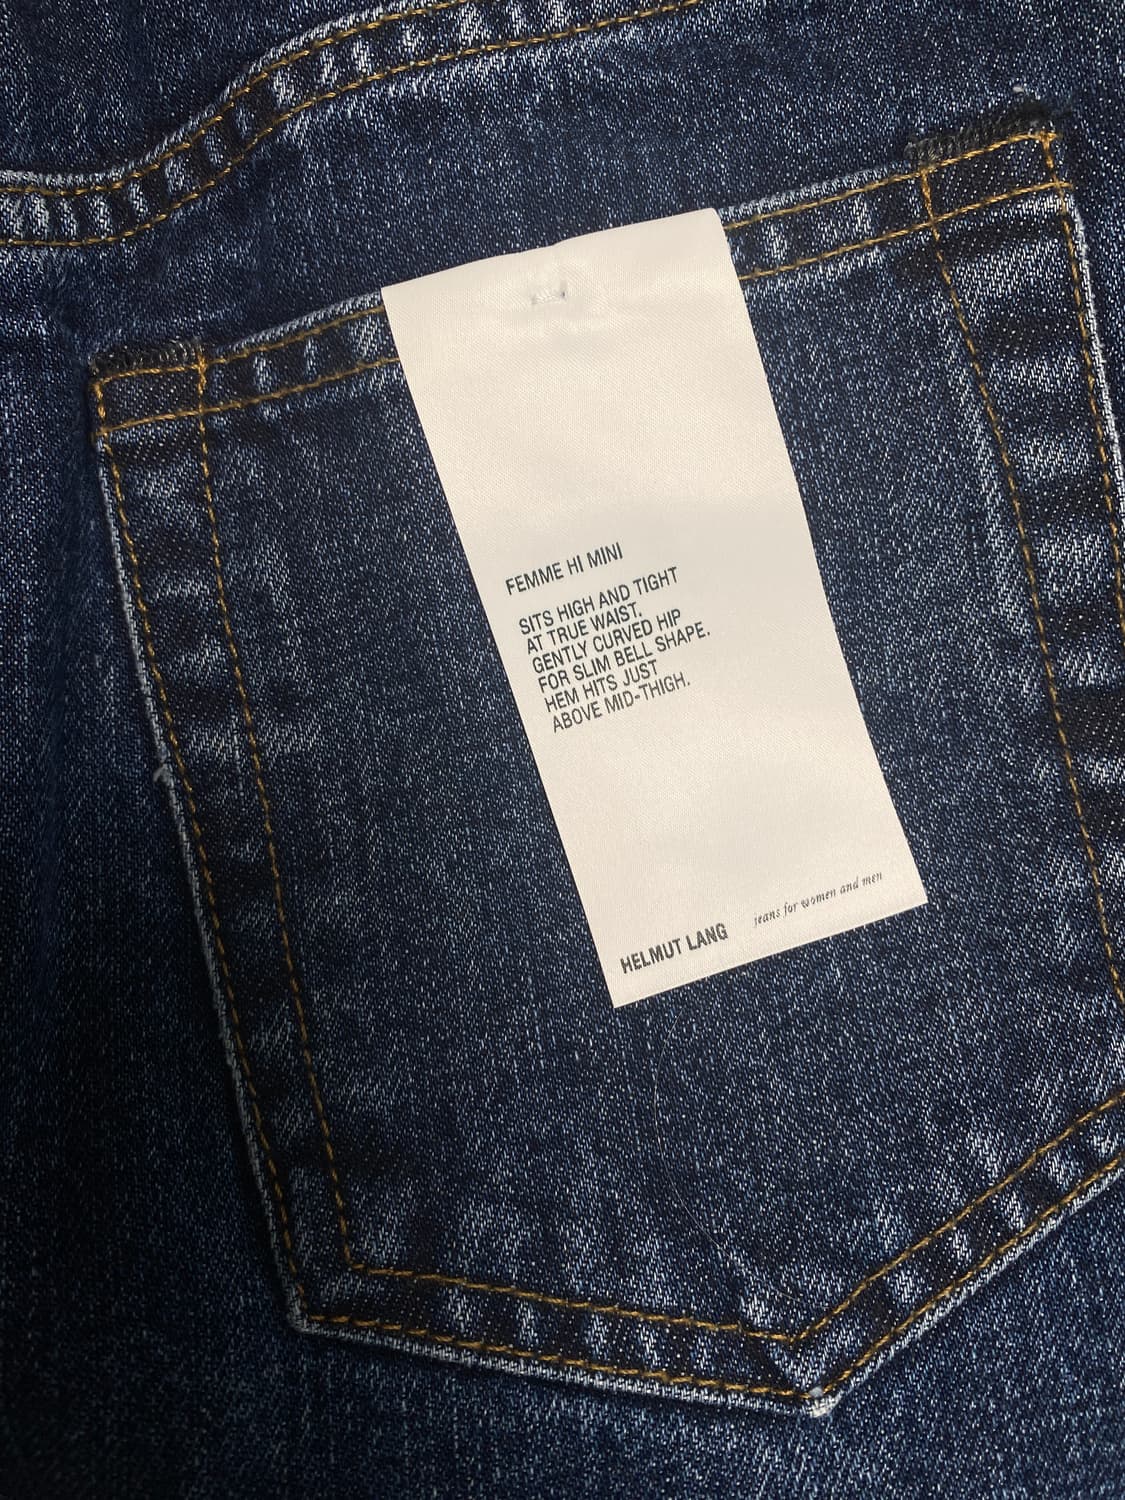 FEMME HI MINI
SITS HIGH AND TIGHT
AT TRUE WAIST.
GENTLY CURVED HIP
FOR SLIM BELL SHAPE.
HEM HITS JUST
ABOVE MID-THIGH.
HELMUT LANG jeans for women and men